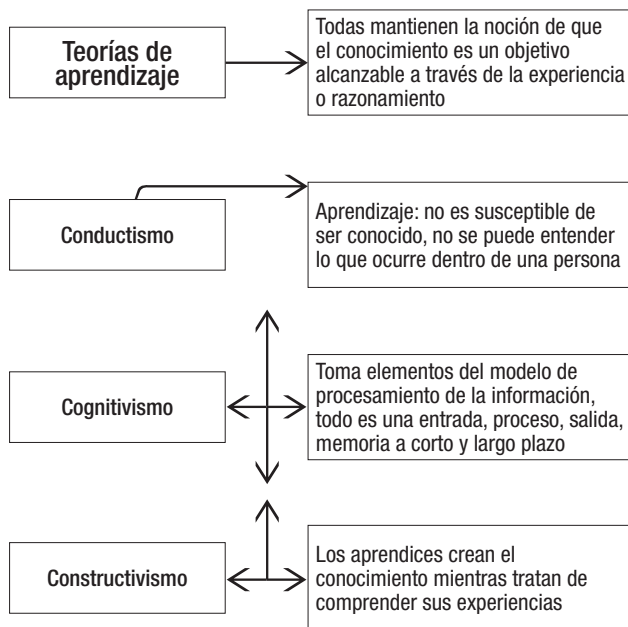 Teorías de
aprendizaje
Todas mantienen la noción de que
el conocimiento es un objetivo
alcanzable a través de la experiencia
o razonamiento
Conductismo
Aprendizaje: no es susceptible de
ser conocido, no se puede entender
lo que ocurre dentro de una persona
Cognitivismo
Toma elementos del modelo de
procesamiento de la información,
todo es una entrada, proceso, salida,
memoria a corto y largo plazo
Constructivismo
Los aprendices crean el
conocimiento mientras tratan de
comprender sus experiencias